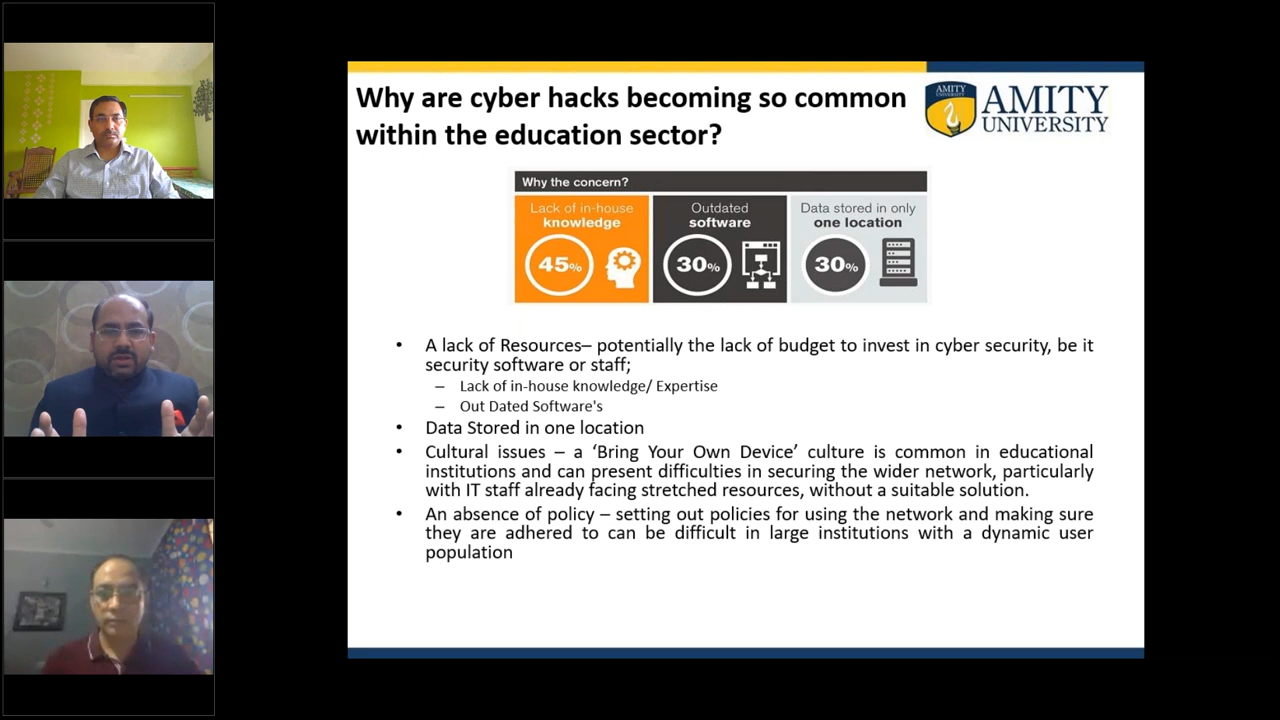 Why are cyber hacks becoming so common
within the education sector?
AMITY
UNIVERSITY
AMITY
UNIVERSITY
Why the concern?
Lack of in-house
knowledge
45%
Outdated
software
30%
Data stored in only
one location
30%
• A lack of Resources– potentially the lack of budget to invest in cyber security, be it
security software or staff;
– Lack of in-house knowledge/ Expertise
– Out Dated Software's
• Data Stored in one location
• Cultural issues – a ‘Bring Your Own Device’ culture is common in educational
institutions and can present difficulties in securing the wider network, particularly
with IT staff already facing stretched resources, without a suitable solution.
• An absence of policy – setting out policies for using the network and making sure
they are adhered to can be difficult in large institutions with a dynamic user
population